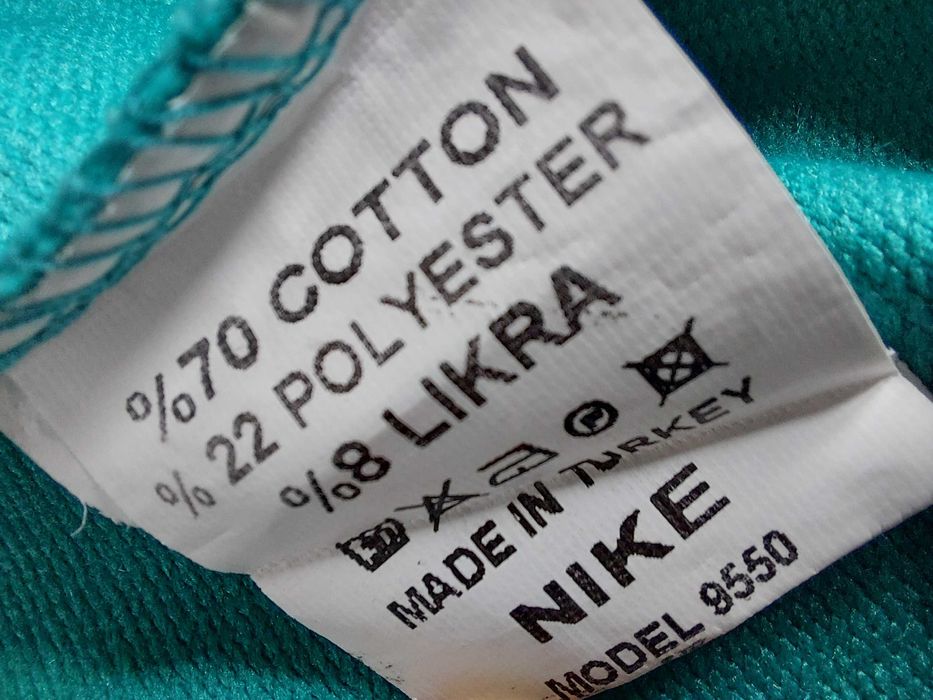 %70 COTTON
% 22 POLYESTER
%8 LIKRA
MADE IN TURKEY
NIKE
MODEL 9550